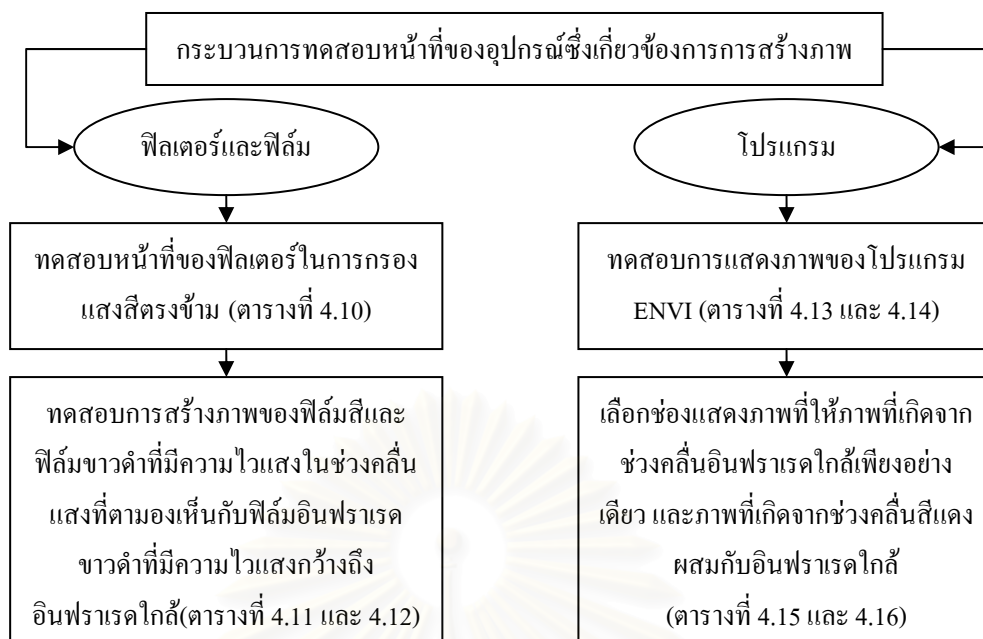 กระบวนการทดสอบหน้าที่ของอุปกรณ์ซึ่งเกี่ยวข้องการการสร้างภาพ
ฟิลเตอร์และฟิล์ม
ทดสอบหน้าที่ของฟิลเตอร์ในการกรอง
แสงสีตรงข้าม (ตารางที่ 4.10)
ทดสอบการสร้างภาพของฟิล์มสีและ
ฟิล์มขาวดำที่มีความไวแสงในช่วงคลื่น
แสงที่ตามองเห็นกับฟิล์มอินฟราเรด
ขาวดำที่มีความไวแสงกว้างถึง
อินฟราเรดใกล้(ตารางที่ 4.11 และ 4.12)
โปรแกรม
ทดสอบการแสดงภาพของโปรแกรม
ENVI (ตารางที่ 4.13 และ 4.14)
เลือกช่องแสดงภาพที่ให้ภาพที่เกิดจาก
ช่วงคลื่นอินฟราเรดใกล้เพียงอย่าง
เดียว และภาพที่เกิดจากช่วงคลื่นสีแดง
ผสมกับอินฟราเรดใกล้
(ตารางที่ 4.15 และ 4.16)